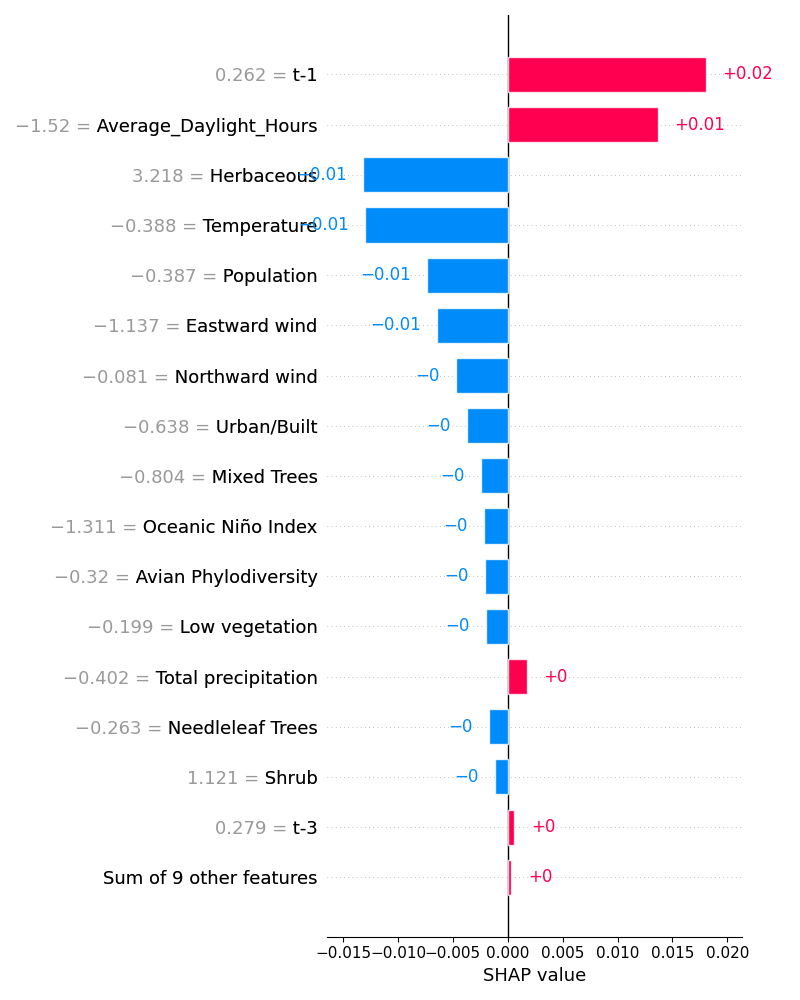 0.262 = t-1 +0.02
−1.52 = Average_Daylight_Hours +0.01
3.218 = Herbaceous −0.01
−0.388 = Temperature −0.01
−0.387 = Population −0.01
−1.137 = Eastward wind −0.01
−0.081 = Northward wind −0
−0.638 = Urban/Built −0
−0.804 = Mixed Trees −0
−1.311 = Oceanic Niño Index −0
−0.32 = Avian Phylodiversity −0
−0.199 = Low vegetation −0
−0.402 = Total precipitation +0
−0.263 = Needleleaf Trees −0
1.121 = Shrub −0
0.279 = t-3 +0
Sum of 9 other features +0
−0.015 −0.010 −0.005 0.000 0.005 0.010 0.015 0.020
SHAP value